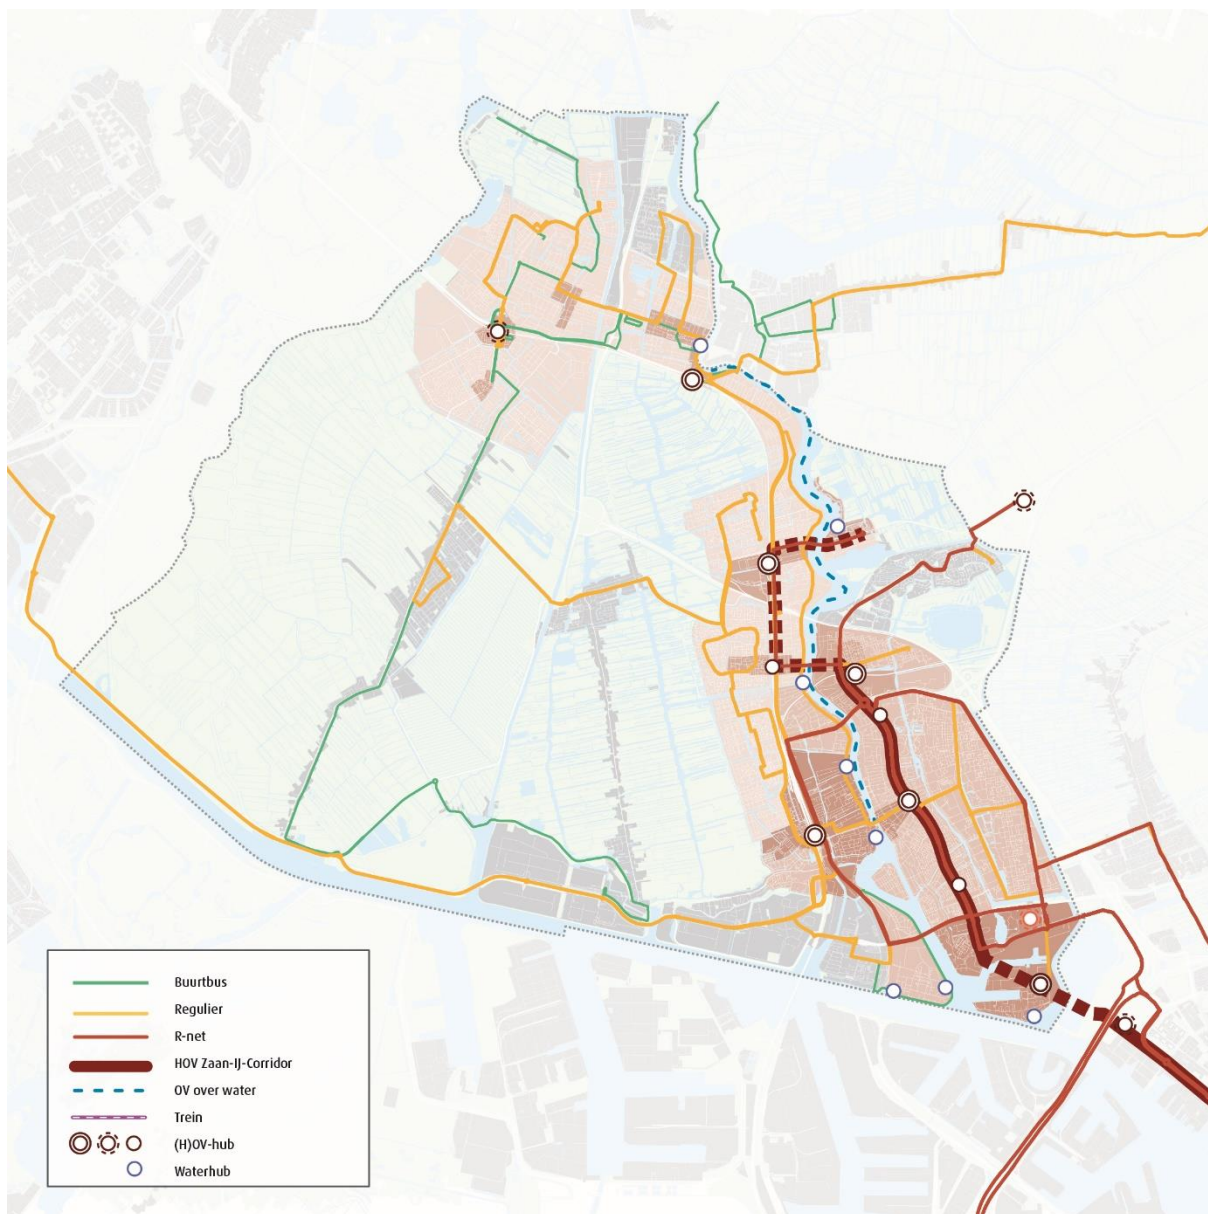 Buurtbus
Regulier
R-net
HOV Zaan-IJ-Corridor
OV over water
Trein
(H)OV-hub
Waterhub